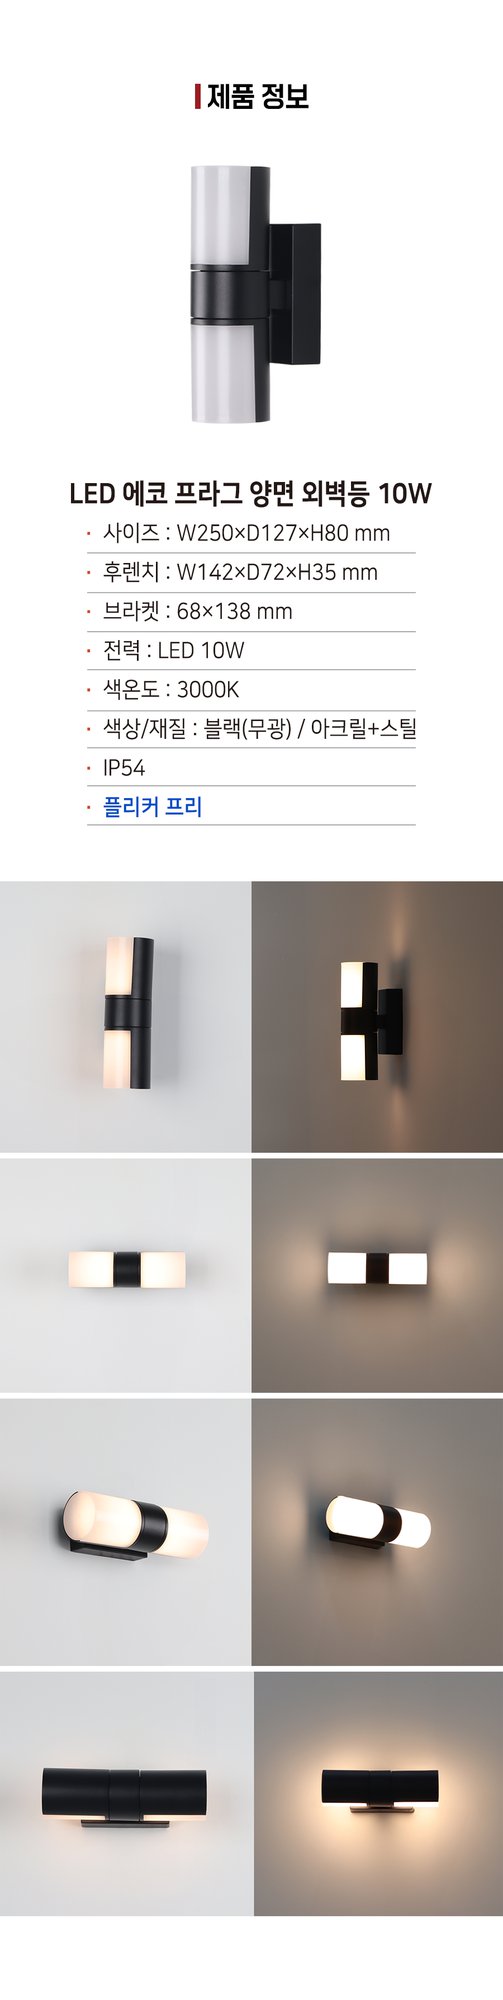 제품 정보
LED 에코 프라그 양면 외벽등 10W
· 사이즈 : W250×D127×H80 mm
· 후렌치 : W142×D72×H35 mm
· 브라켓 : 68×138 mm
· 전력 : LED 10W
· 색온도 : 3000K
· 색상/재질 : 블랙(무광) / 아크릴+스틸
· IP54
· 플리커 프리